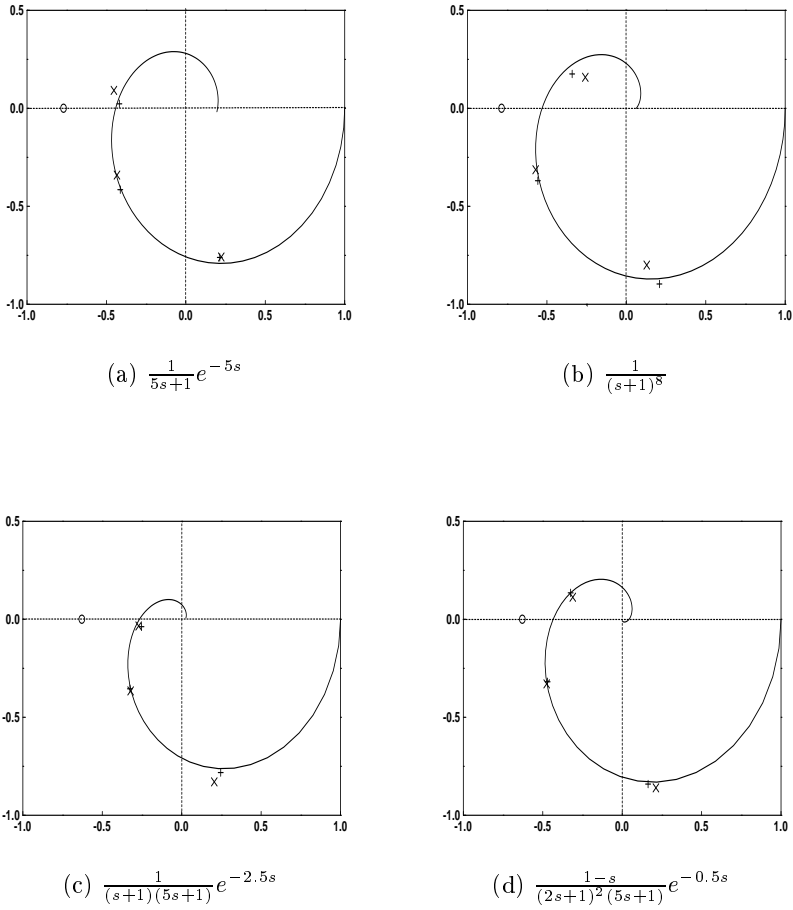 0.5
0.0
-0.5
-1.0
-1.0 -0.5 0.0 0.5 1.0
(a) \frac{1}{5s+1}e^{-5s}
0.5
0.0
-0.5
-1.0
-1.0 -0.5 0.0 0.5 1.0
(b) \frac{1}{(s+1)^8}
0.5
0.0
-0.5
-1.0
-1.0 -0.5 0.0 0.5 1.0
(c) \frac{1}{(s+1)(5s+1)}e^{-2.5s}
0.5
0.0
-0.5
-1.0
-1.0 -0.5 0.0 0.5 1.0
(d) \frac{1-s}{(2s+1)^2(5s+1)}e^{-0.5s}